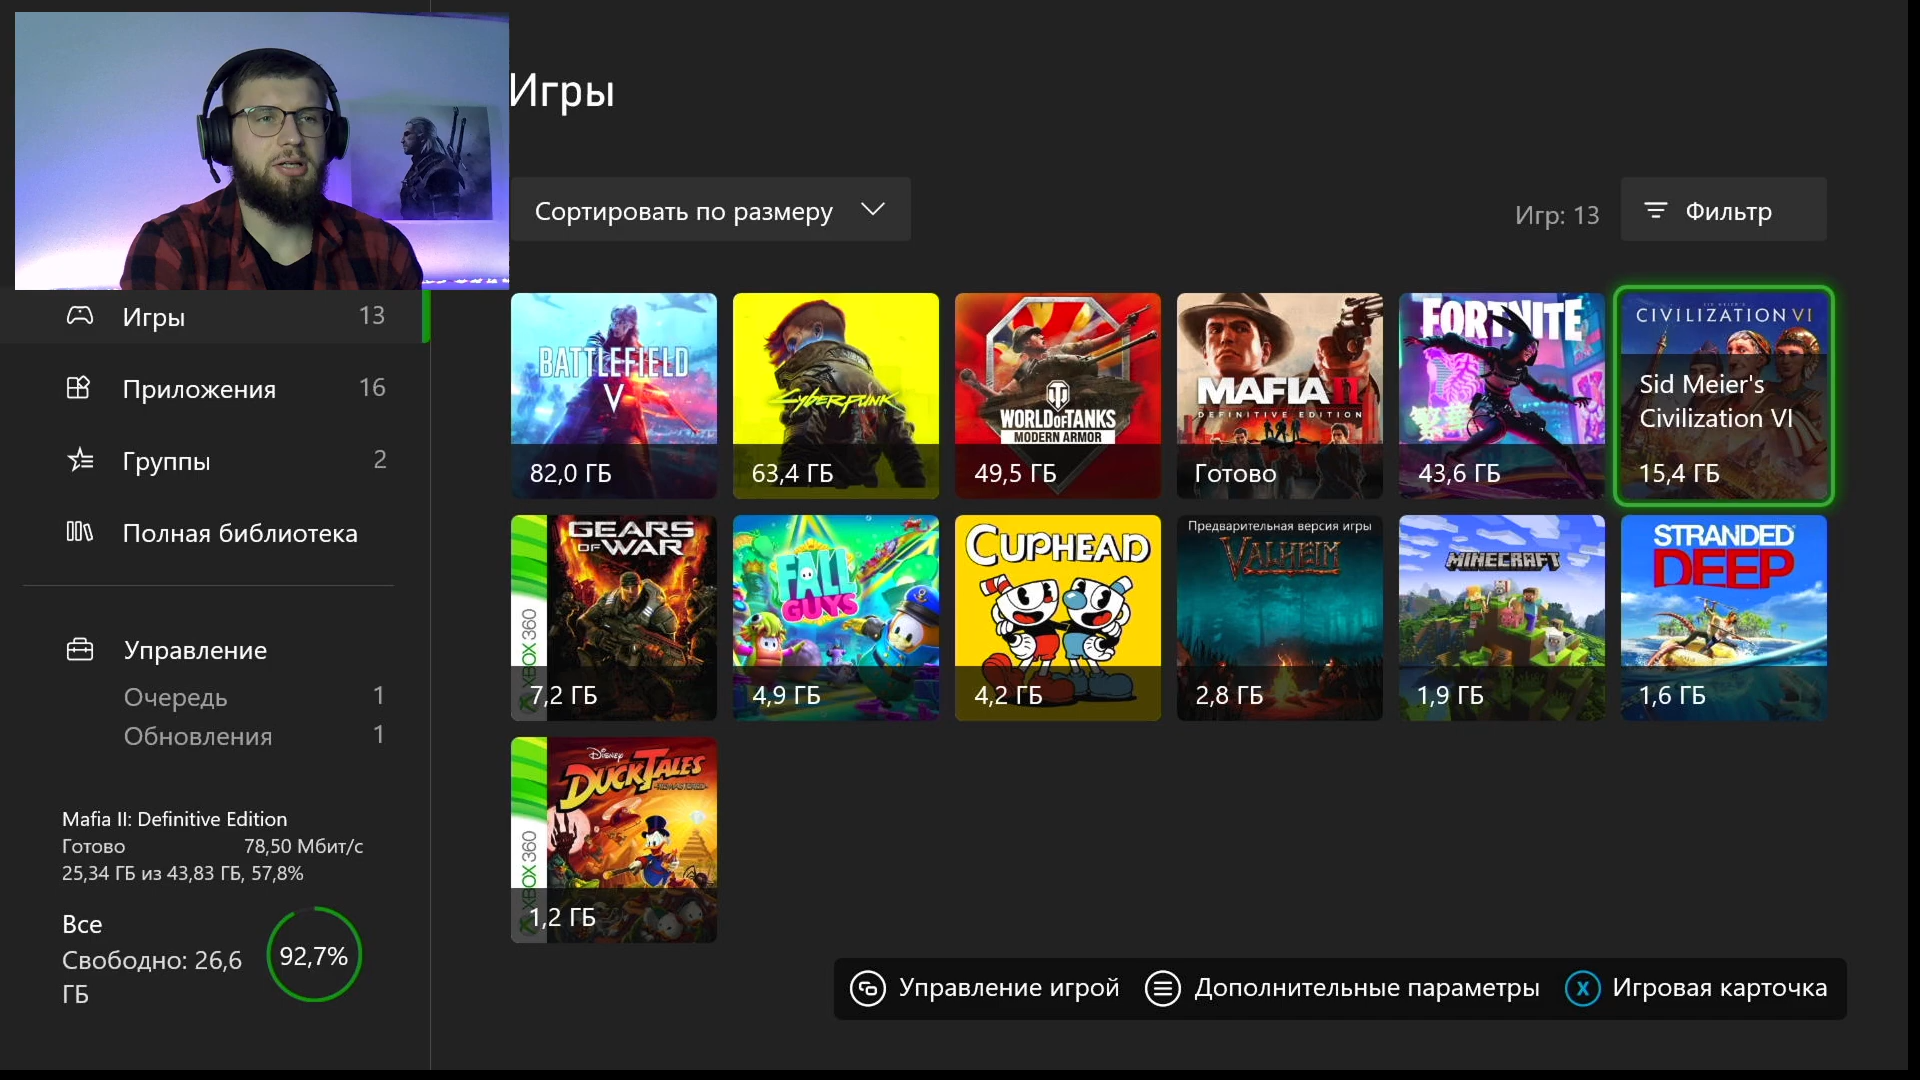 Игры
Сортировать по размеру
Игр: 13
Фильтр
Игры 13
Приложения 16
Группы 2
Полная библиотека
Управление
Очередь 1
Обновления 1
Mafia II: Definitive Edition
Готово 78,50 Мбит/с
25,34 ГБ из 43,83 ГБ, 57,8%
Все
Свободно: 26,6
ГБ
92,7%
BATTLEFIELD
V
82,0 ГБ
Cyberpunk
63,4 ГБ
WORLD OF TANKS
MODERN ARMOR
49,5 ГБ
MAFIA II
DEFINITIVE EDITION
Готово
FORTNITE
43,6 ГБ
SID MEIER'S
CIVILIZATION VI
Sid Meier's
Civilization VI
15,4 ГБ
GEARS
OF WAR
XBOX 360
7,2 ГБ
FALL
GUYS
4,9 ГБ
CUPHEAD
4,2 ГБ
Предварительная версия игры
VALHEIM
2,8 ГБ
MINECRAFT
1,9 ГБ
STRANDED
DEEP
1,6 ГБ
Disney
DUCKTALES
REMASTERED
XBOX 360
1,2 ГБ
Управление игрой
Дополнительные параметры
X Игровая карточка